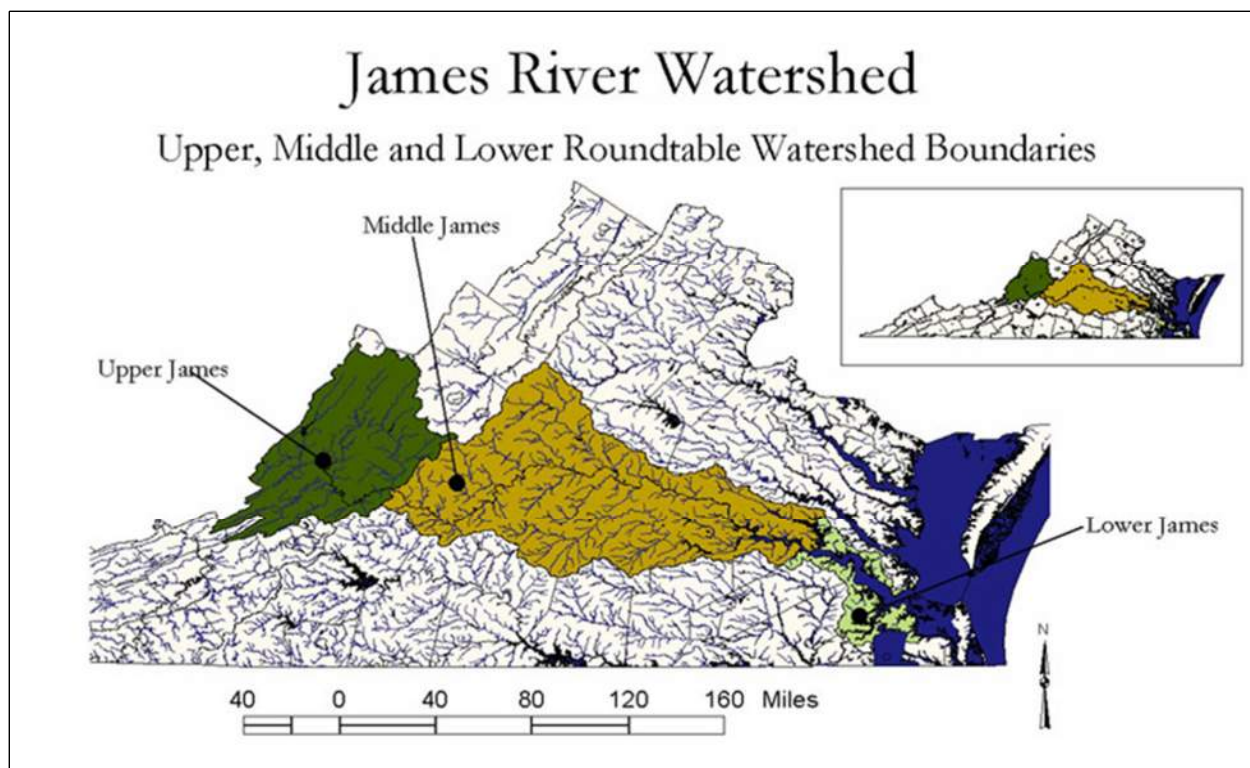 James River Watershed
Upper, Middle and Lower Roundtable Watershed Boundaries
Middle James
Upper James
Lower James
N
40 0 40 80 120 160 Miles